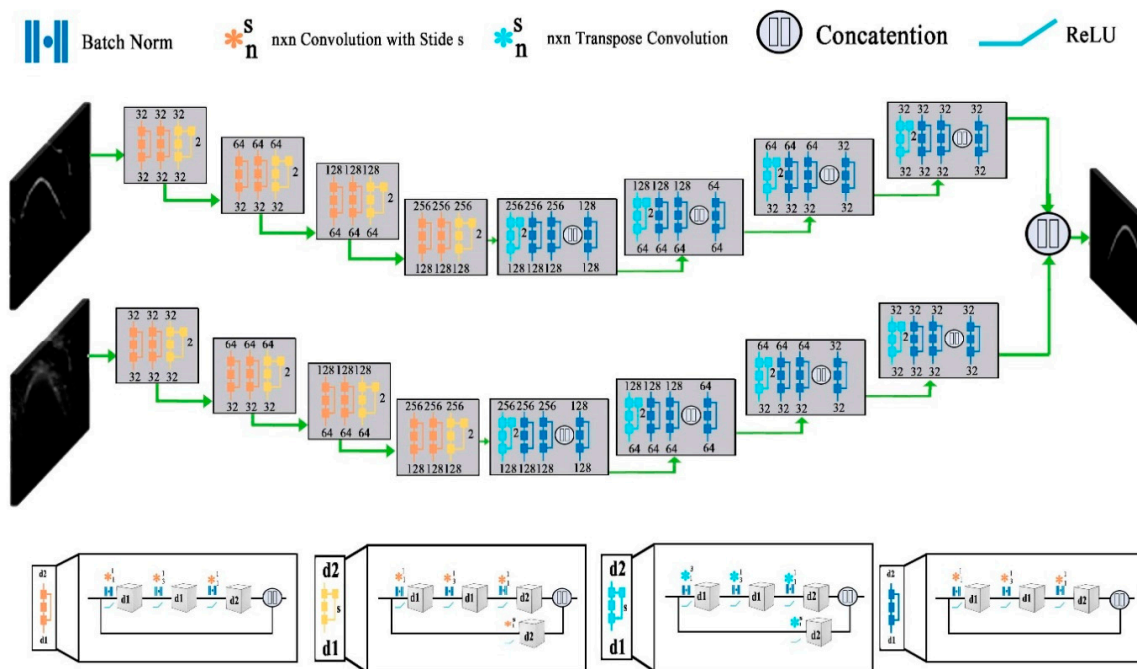 Batch Norm
s
n
nxn Convolution with Stide s
s
n
nxn Transpose Convolution
Concatention
ReLU
32 32 32
2
32 32 32
64 64 64
2
32 32 32
128 128 128
2
64 64 64
256 256 256
2
128 128 128
256 256 256 128
2
128 128 128 128
128 128 128 64
2
64 64 64 64
64 64 64 32
2
32 32 32 32
32 32 32 32
2
32 32 32 32
32 32 32
2
32 32 32
64 64 64
2
32 32 32
128 128 128
2
64 64 64
256 256 256
2
128 128 128
256 256 256 128
2
128 128 128 128
128 128 128 64
2
64 64 64 64
64 64 64 32
2
32 32 32 32
32 32 32 32
2
32 32 32 32
d2
d1
d1 d1 d2
d2
s
d1
d1 d1 d2
d2
d2
s
d1
d1 d1 d2
d2
d2
d1
d1 d1 d2